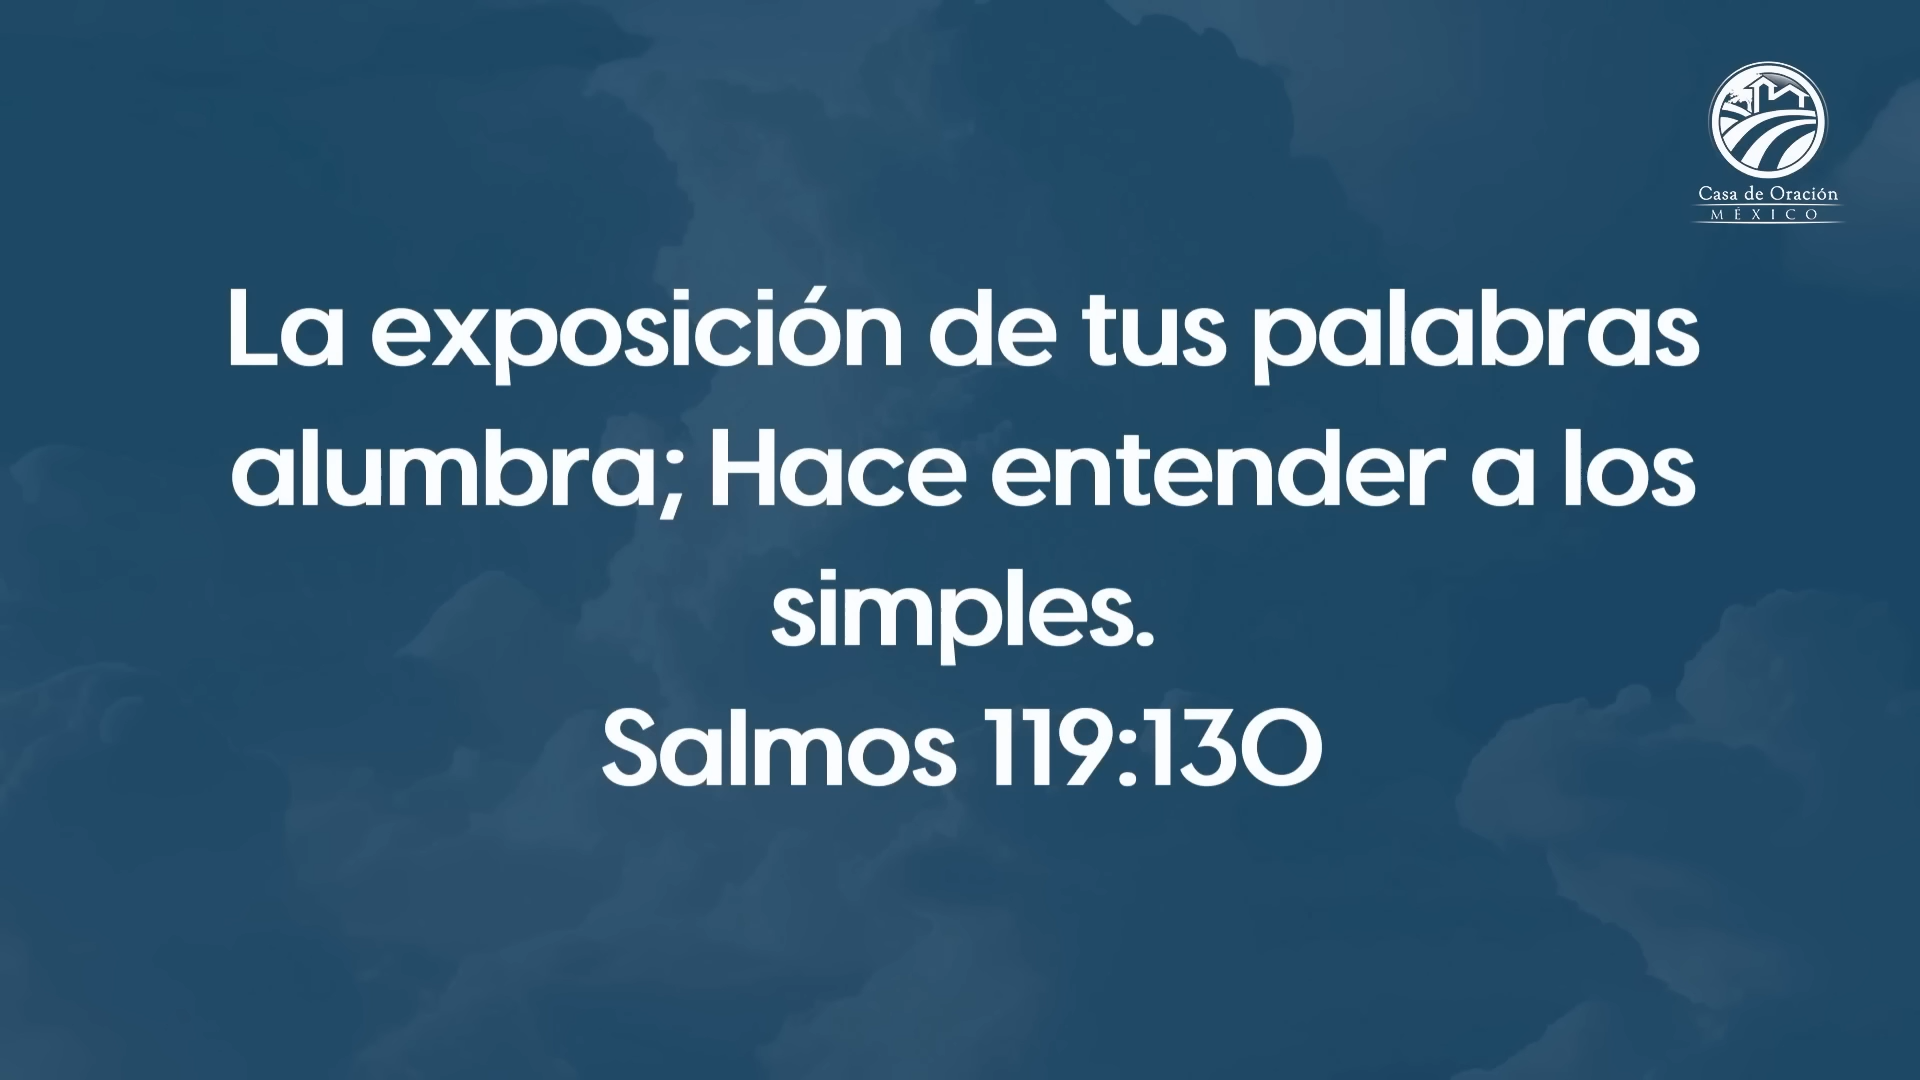 Casa de Oración
MÉXICO
La exposición de tus palabras
alumbra; Hace entender a los
simples.
Salmos 119:130